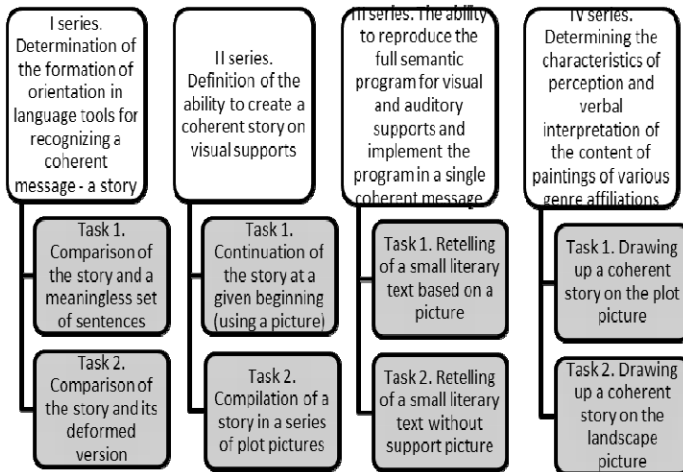 I series.
Determination of
the formation of
orientation in
language tools for
recognizing a
coherent
message - a story
Task 1.
Comparison of
the story and a
meaningless set
of sentences
Task 2.
Comparison of
the story and its
deformed
version
II series.
Definition of the
ability to create a
coherent story on
visual supports
Task 1.
Continuation of
the story at a
given beginning
(using a picture)
Task 2.
Compilation of a
story in a series
of plot pictures
III series. The ability
to reproduce the
full semantic
program for visual
and auditory
supports and
implement the
program in a single
coherent message
Task 1. Retelling
of a small literary
text based on a
picture
Task 2. Retelling
of a small literary
text without
support picture
IV series.
Determining the
characteristics of
perception and
verbal
interpretation of
the content of
paintings of various
genre affiliations
Task 1. Drawing
up a coherent
story on the plot
picture
Task 2. Drawing
up a coherent
story on the
landscape
picture